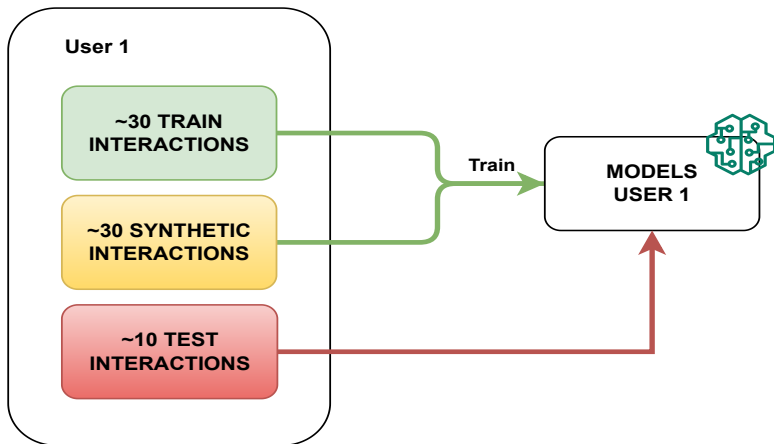 User 1
~30 TRAIN
INTERACTIONS
~30 SYNTHETIC
INTERACTIONS
~10 TEST
INTERACTIONS
Train
MODELS
USER 1